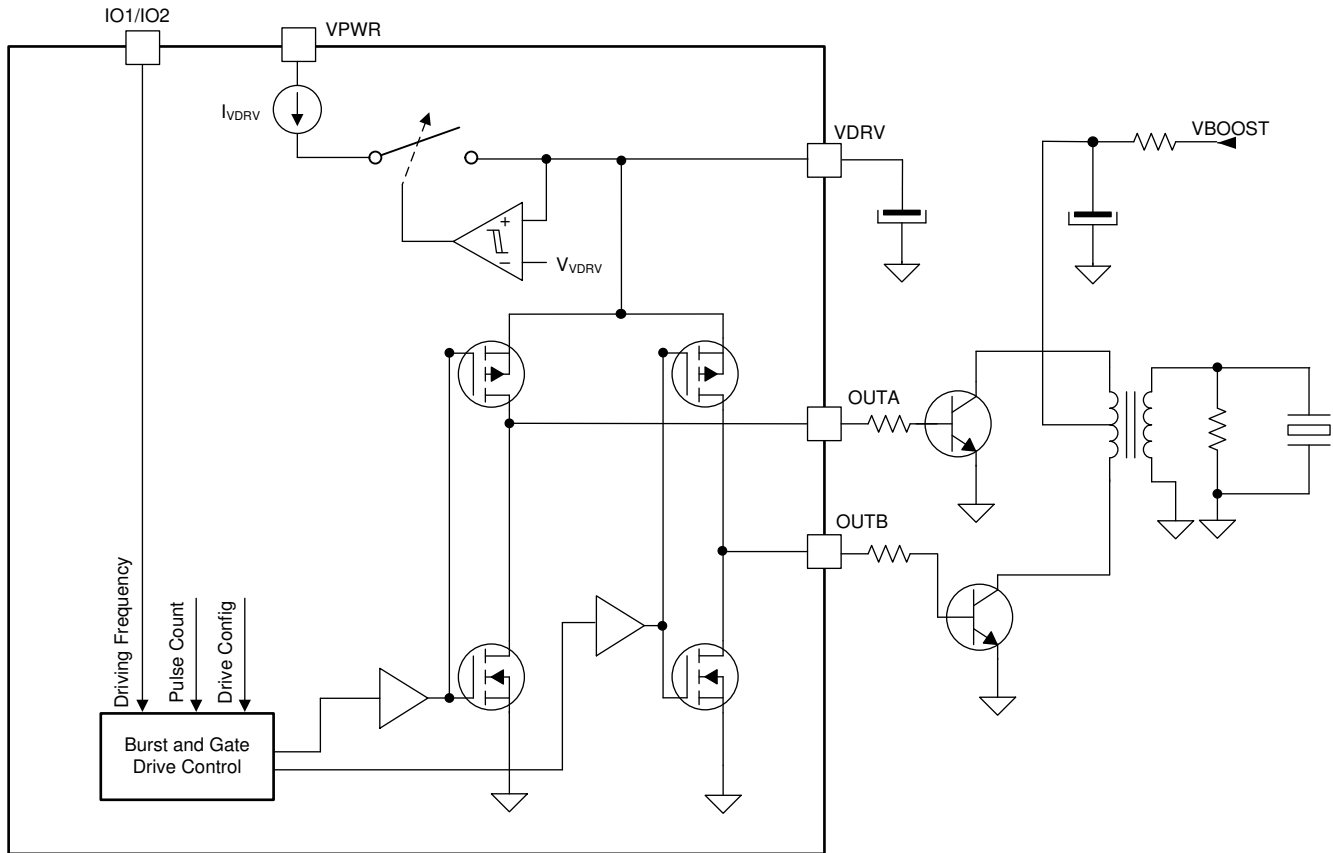 IO1/IO2
VPWR
IVDRV
VDRV
VBOOST
+
−
VVDRV
OUTA
OUTB
Driving Frequency
Pulse Count
Drive Config
Burst and Gate
Drive Control